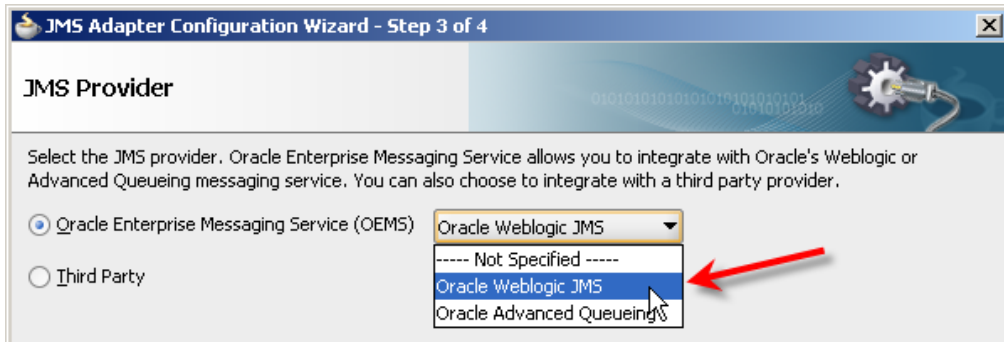 JMS Adapter Configuration Wizard - Step 3 of 4
JMS Provider
0101010101010101010101010101
01010101010
Select the JMS provider. Oracle Enterprise Messaging Service allows you to integrate with Oracle's Weblogic or
Advanced Queueing messaging service. You can also choose to integrate with a third party provider.
Oracle Enterprise Messaging Service (OEMS) Oracle Weblogic JMS
----- Not Specified -----
Third Party Oracle Weblogic JMS
Oracle Advanced Queueing